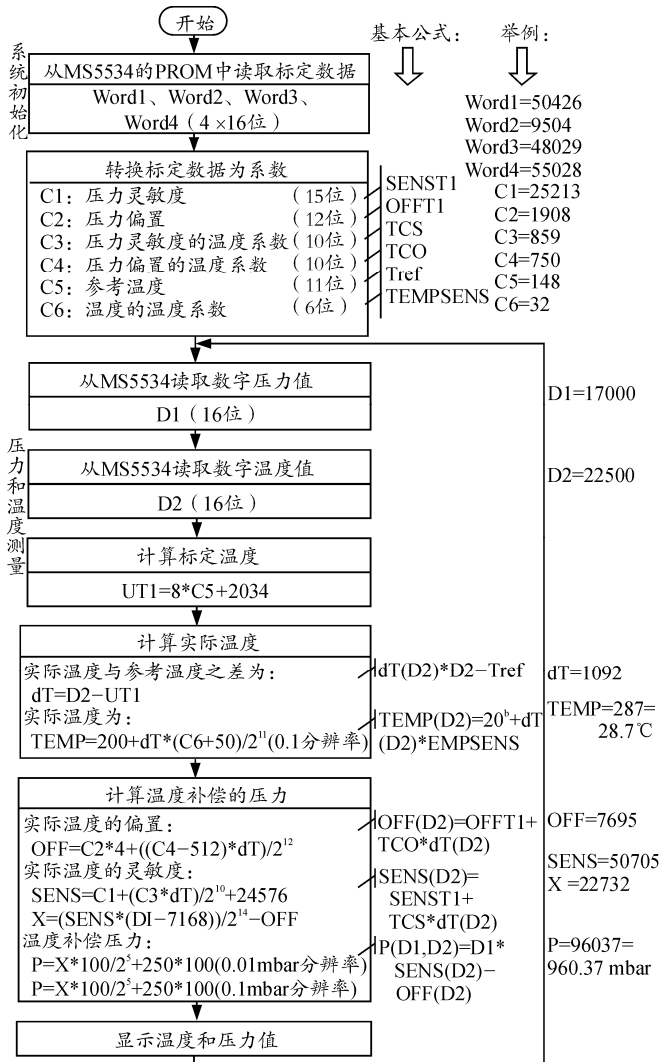 开始
基本公式：
举例：
系统初始化
从MS5534的PROM中读取标定数据
Word1、Word2、Word3、
Word4（4×16位）
Word1=50426
Word2=9504
Word3=48029
Word4=55028
转换标定数据为系数
C1：压力灵敏度（15位）
C2：压力偏置（12位）
C3：压力灵敏度的温度系数（10位）
C4：压力偏置的温度系数（10位）
C5：参考温度（11位）
C6：温度的温度系数（6位）
SENST1
OFFT1
TCS
TCO
Tref
TEMPSENS
C1=25213
C2=1908
C3=859
C4=750
C5=148
C6=32
压力和温度测量
从MS5534读取数字压力值
D1（16位）
D1=17000
从MS5534读取数字温度值
D2（16位）
D2=22500
计算标定温度
UT1=8*C5+2034
计算实际温度
实际温度与参考温度之差为：
dT=D2−UT1
实际温度为：
TEMP=200+dT*(C6+50)/2¹¹(0.1分辨率)
dT(D2)*D2−Tref
TEMP(D2)=20ᵇ+dT
(D2)*EMPSENS
dT=1092
TEMP=287=
28.7℃
计算温度补偿的压力
实际温度的偏置：
OFF=C2*4+((C4−512)*dT)/2¹²
实际温度的灵敏度：
SENS=C1+(C3*dT)/2¹⁰+24576
X=(SENS*(DI−7168))/2¹⁴−OFF
温度补偿压力：
P=X*100/2⁵+250*100(0.01mbar分辨率)
P=X*100/2⁵+250*100(0.1mbar分辨率)
OFF(D2)=OFFT1+
TCO*dT(D2)
SENS(D2)=
SENST1+
TCS*dT(D2)
P(D1,D2)=D1*
SENS(D2)−
OFF(D2)
OFF=7695
SENS=50705
X =22732
P=96037=
960.37 mbar
显示温度和压力值